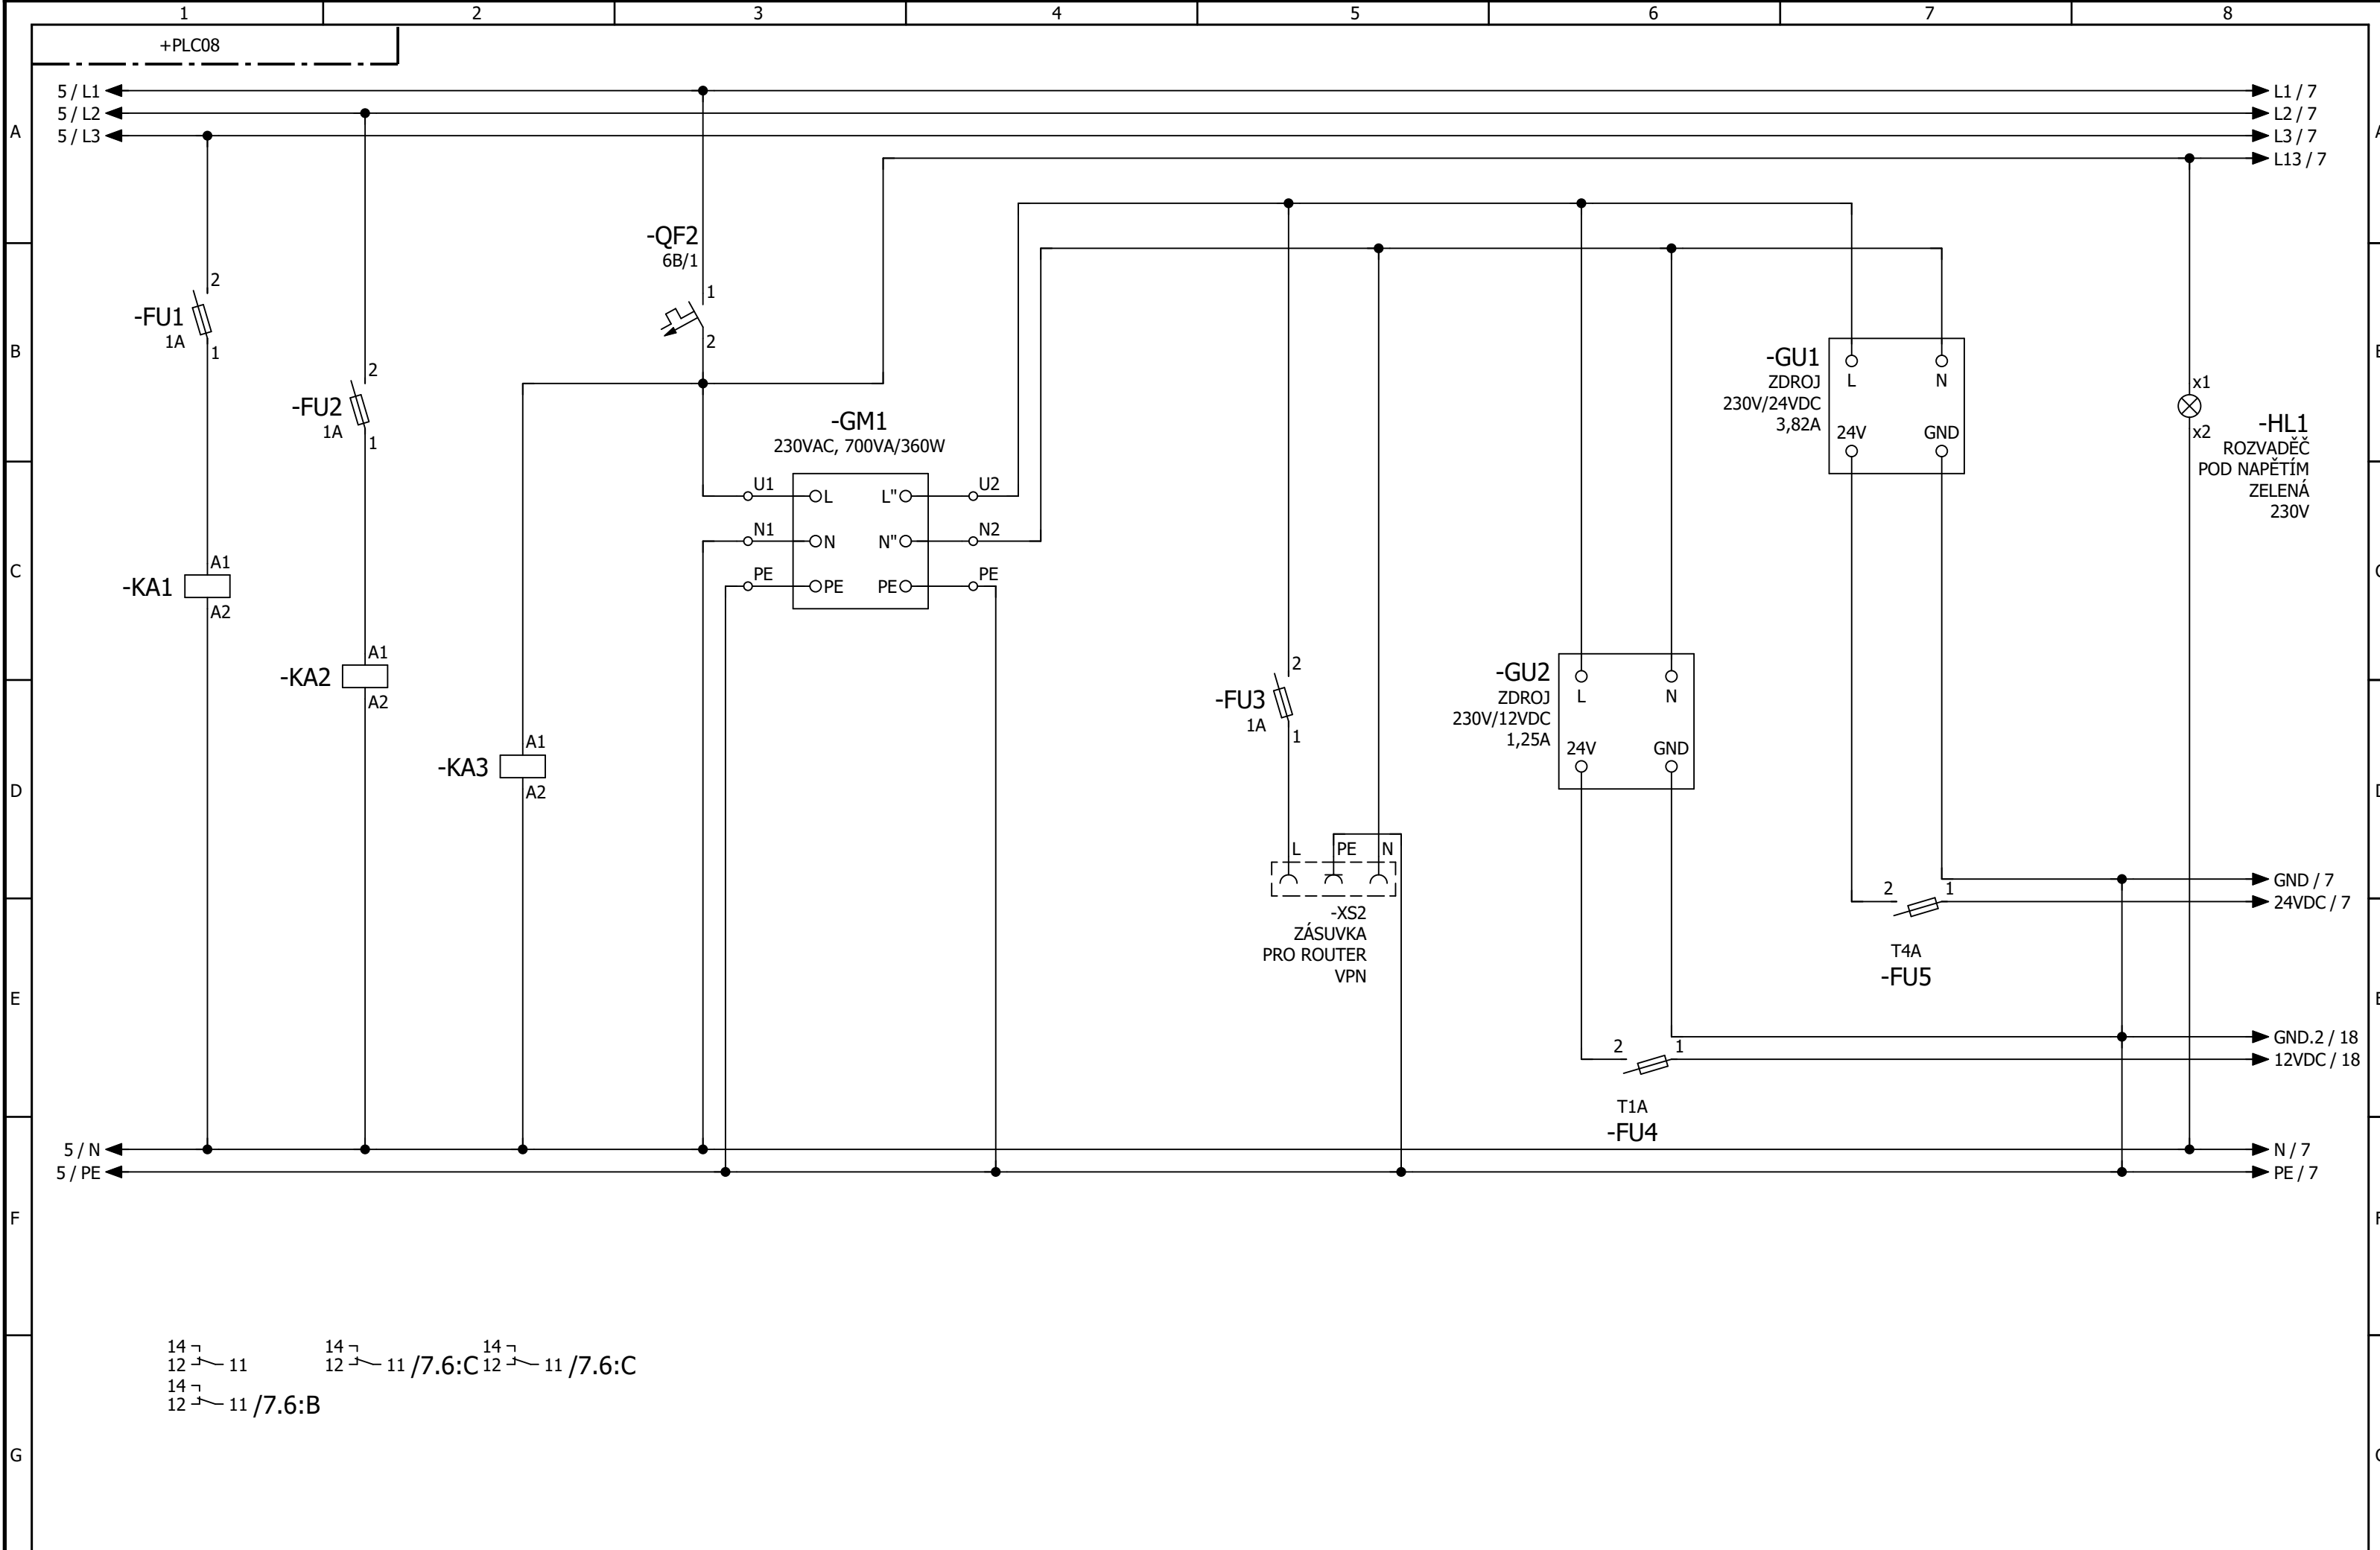 1 2 3 4 5 6 7 8
+PLC08
5 / L1
L1 / 7
5 / L2
L2 / 7
A
5 / L3
L3 / 7
L13 / 7
-QF2
6B/1
1
2
2
-FU1
1A
1
B
2
-FU2
1A
1
-GM1
230VAC, 700VA/360W
U1
L
L"
U2
N1
N
N"
N2
PE
PE
PE
PE
-GU1
ZDROJ
230V/24VDC
3,82A
L
N
24V
GND
x1
x2
-HL1
ROZVADĚČ
POD NAPĚTÍM
ZELENÁ
230V
C
A1
-KA1
A2
A1
-KA2
A2
A1
-KA3
A2
2
-FU3
1A
1
-GU2
ZDROJ
230V/12VDC
1,25A
L
N
24V
GND
D
L
PE
N
-XS2
ZÁSUVKA
PRO ROUTER
VPN
2
1
T4A
-FU5
GND / 7
24VDC / 7
E
2
1
T1A
-FU4
GND.2 / 18
12VDC / 18
5 / N
N / 7
5 / PE
PE / 7
F
14
12 11
14
12 11 /7.6:B
14
12 11 /7.6:C
14
12 11 /7.6:C
G